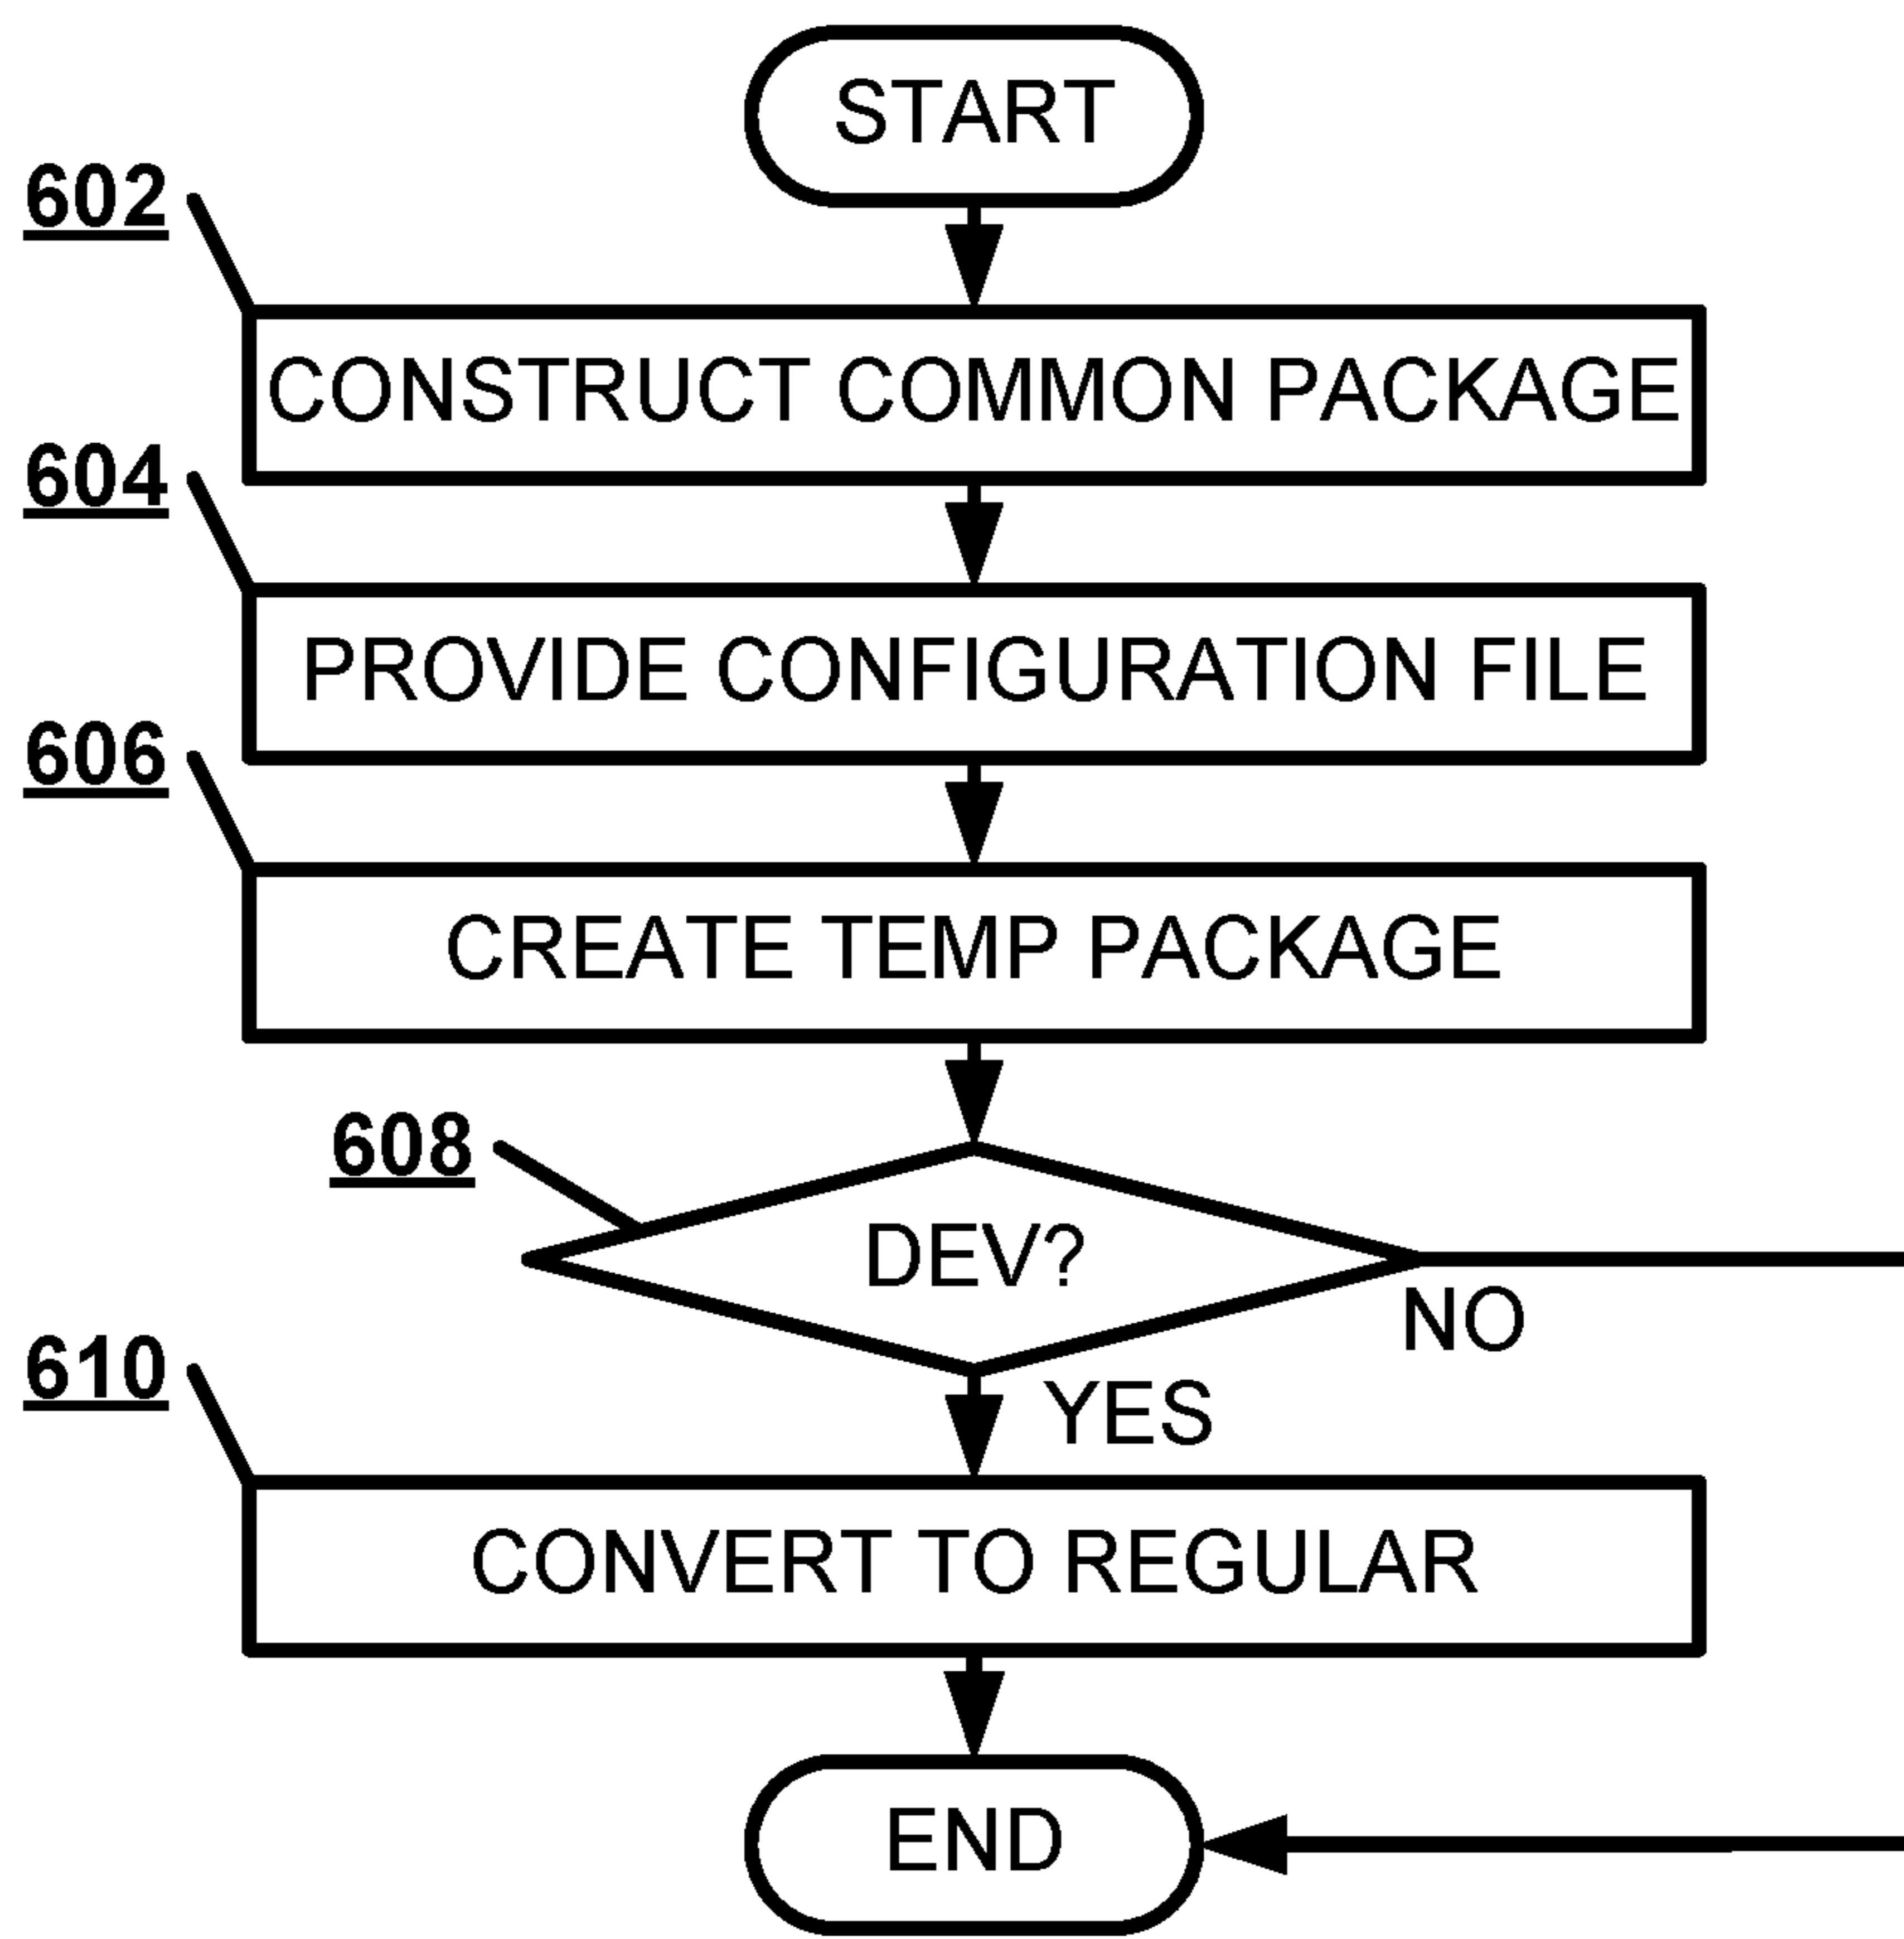 START
602
CONSTRUCT COMMON PACKAGE
604
PROVIDE CONFIGURATION FILE
606
CREATE TEMP PACKAGE
608
DEV?
NO
YES
610
CONVERT TO REGULAR
END